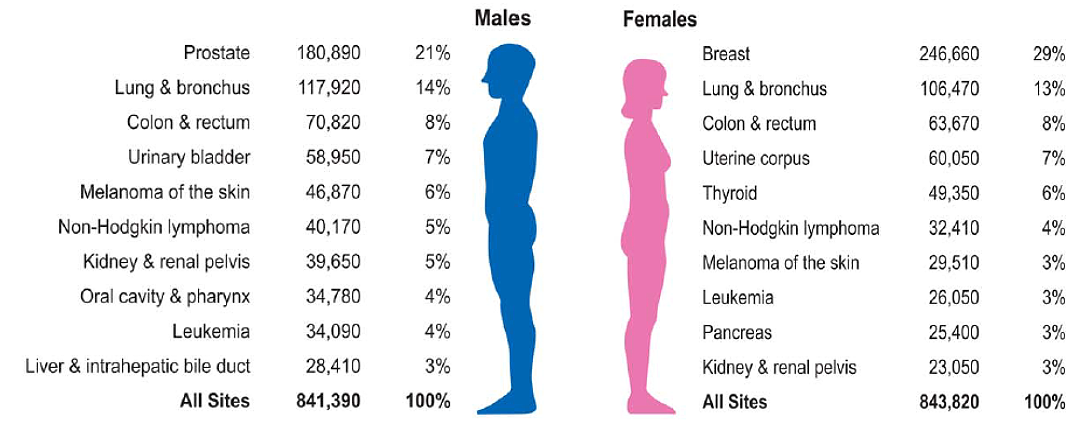 Males
Prostate 180,890 21%
Lung & bronchus 117,920 14%
Colon & rectum 70,820 8%
Urinary bladder 58,950 7%
Melanoma of the skin 46,870 6%
Non-Hodgkin lymphoma 40,170 5%
Kidney & renal pelvis 39,650 5%
Oral cavity & pharynx 34,780 4%
Leukemia 34,090 4%
Liver & intrahepatic bile duct 28,410 3%
All Sites 841,390 100%
Females
Breast 246,660 29%
Lung & bronchus 106,470 13%
Colon & rectum 63,670 8%
Uterine corpus 60,050 7%
Thyroid 49,350 6%
Non-Hodgkin lymphoma 32,410 4%
Melanoma of the skin 29,510 3%
Leukemia 26,050 3%
Pancreas 25,400 3%
Kidney & renal pelvis 23,050 3%
All Sites 843,820 100%